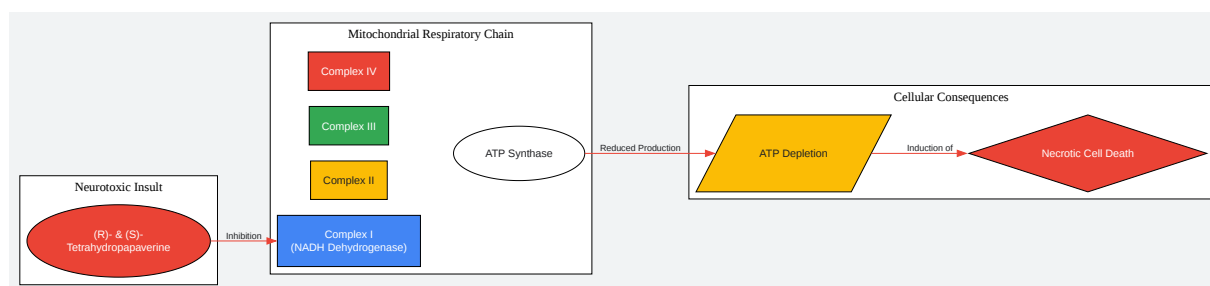 Neurotoxic Insult
(R)- & (S)-
Tetrahydropapaverine
Inhibition
Mitochondrial Respiratory Chain
Complex IV
Complex III
Complex II
Complex I
(NADH Dehydrogenase)
ATP Synthase
Reduced Production
Cellular Consequences
ATP Depletion
Induction of
Necrotic Cell Death